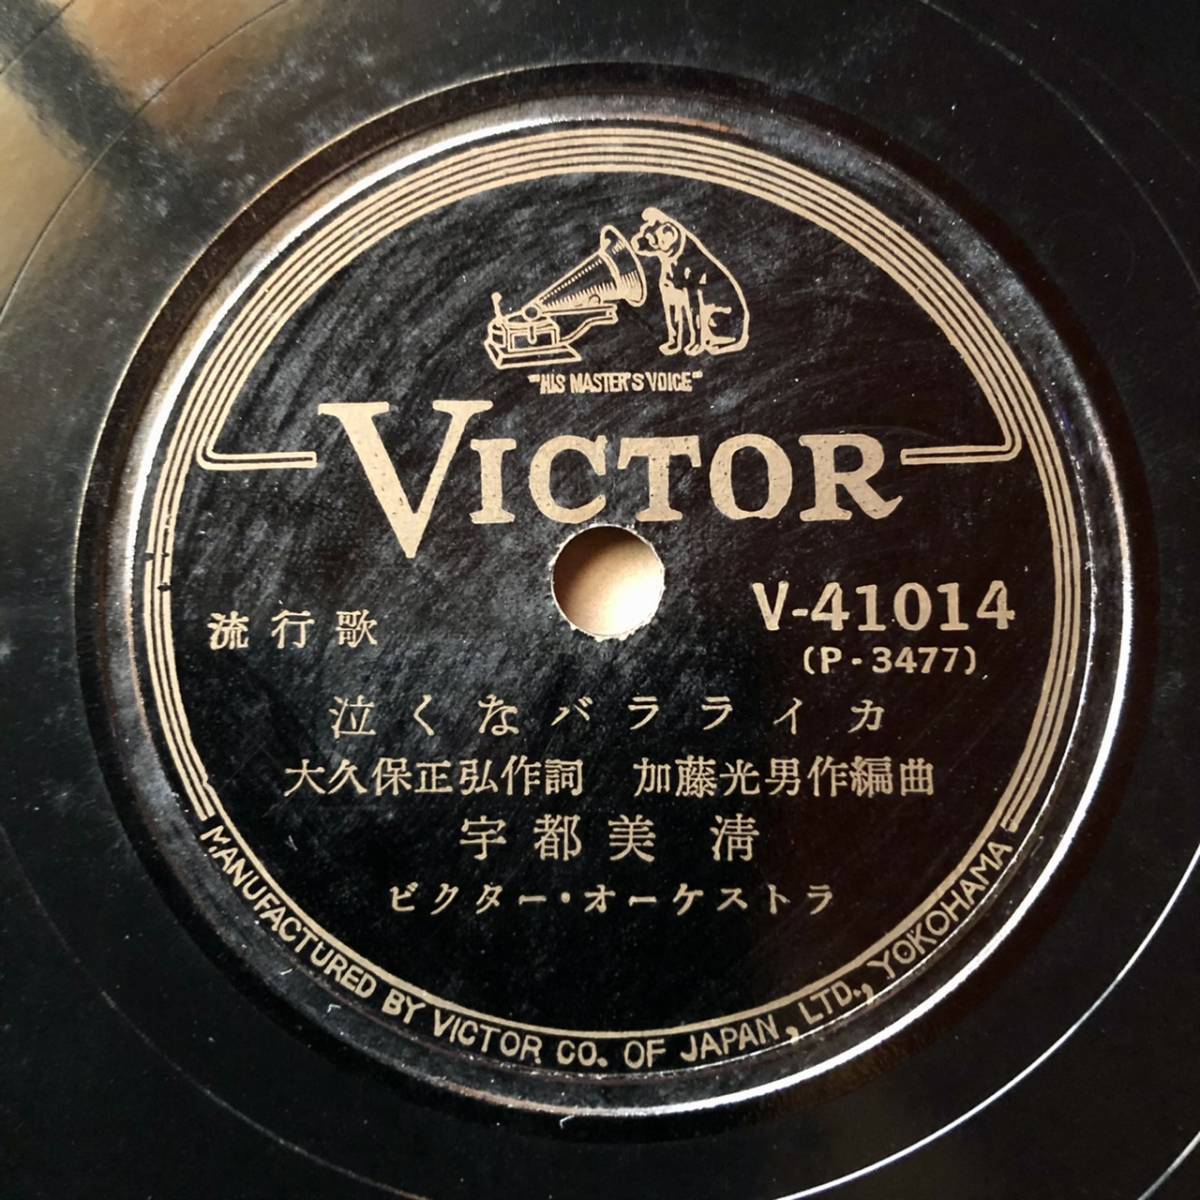 "HIS MASTER'S VOICE"
VICTOR
V-41014
(P-3477)
流行歌
泣くなバラライカ
大久保正弘作詞 加藤光男作編曲
宇都美 清
ビクター・オーケストラ
MANUFACTURED BY VICTOR CO. OF JAPAN, LTD., YOKOHAMA